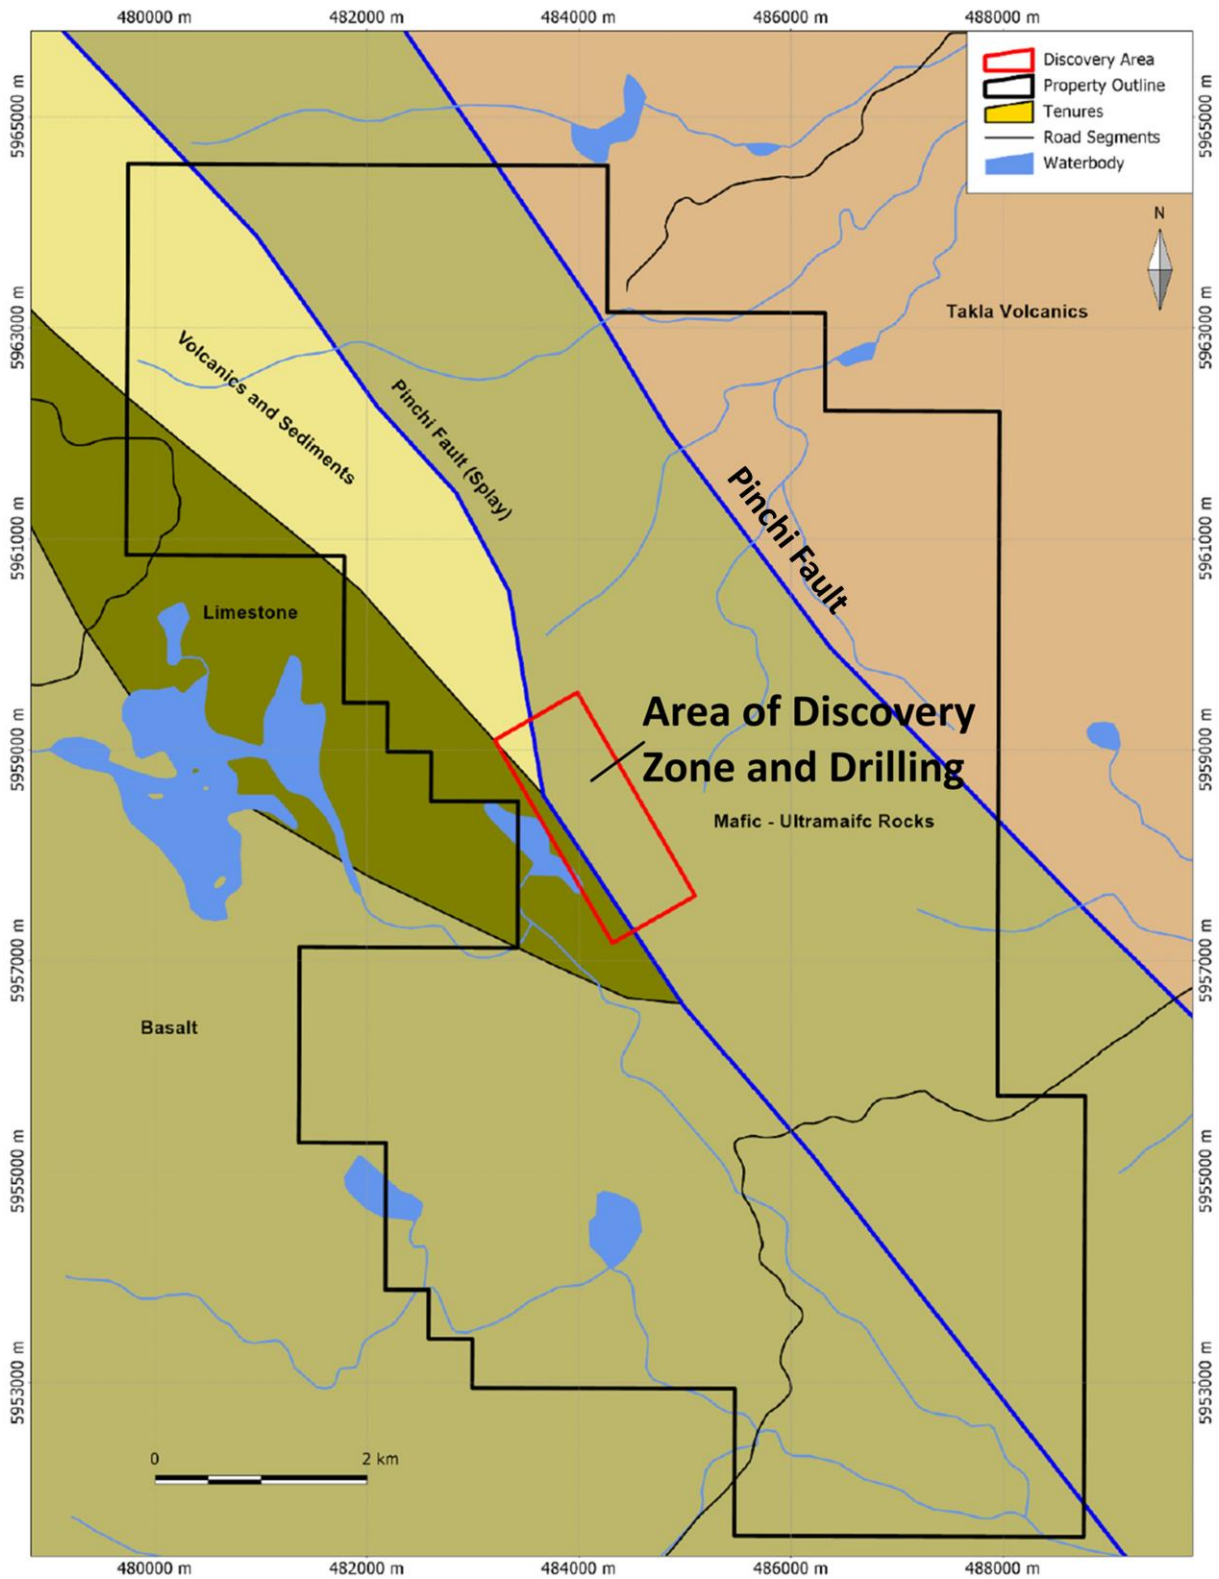 480000 m
482000 m
484000 m
486000 m
488000 m
Discovery Area
Property Outline
Tenures
Road Segments
Waterbody
N
5965000 m
5965000 m
5963000 m
5963000 m
Takla Volcanics
Volcanics and Sediments
Pinchi Fault (Splay)
Pinchi Fault
5961000 m
5961000 m
Limestone
Area of Discovery
Zone and Drilling
5959000 m
5959000 m
Mafic - Ultramaifc Rocks
5957000 m
5957000 m
Basalt
5955000 m
5955000 m
5953000 m
5953000 m
0
2 km
480000 m
482000 m
484000 m
486000 m
488000 m